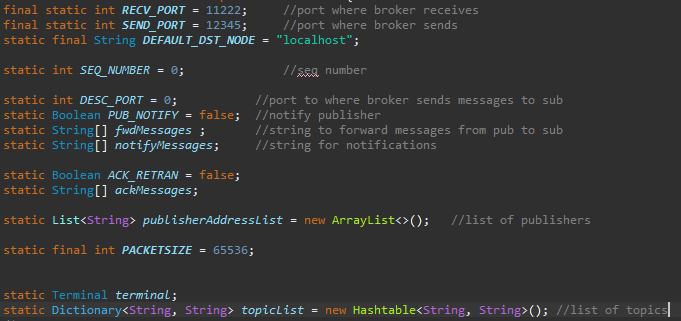 final static int RECV_PORT = 11222; //port where broker receives
final static int SEND_PORT = 12345; //port where broker sends
static final String DEFAULT_DST_NODE = "localhost";
static int SEQ_NUMBER = 0; //seq number
static int DESC_PORT = 0; //port to where broker sends messages to sub
static Boolean PUB_NOTIFY = false; //notify publisher
static String[] fwdMessages ; //string to forward messages from pub to sub
static String[] notifyMessages; //string for notifications
static Boolean ACK_RETRAN = false;
static String[] ackMessages;
static List<String> publisherAddressList = new ArrayList<>(); //list of publishers
static final int PACKETSIZE = 65536;
static Terminal terminal;
static Dictionary<String, String> topicList = new Hashtable<String, String>(); //list of topics